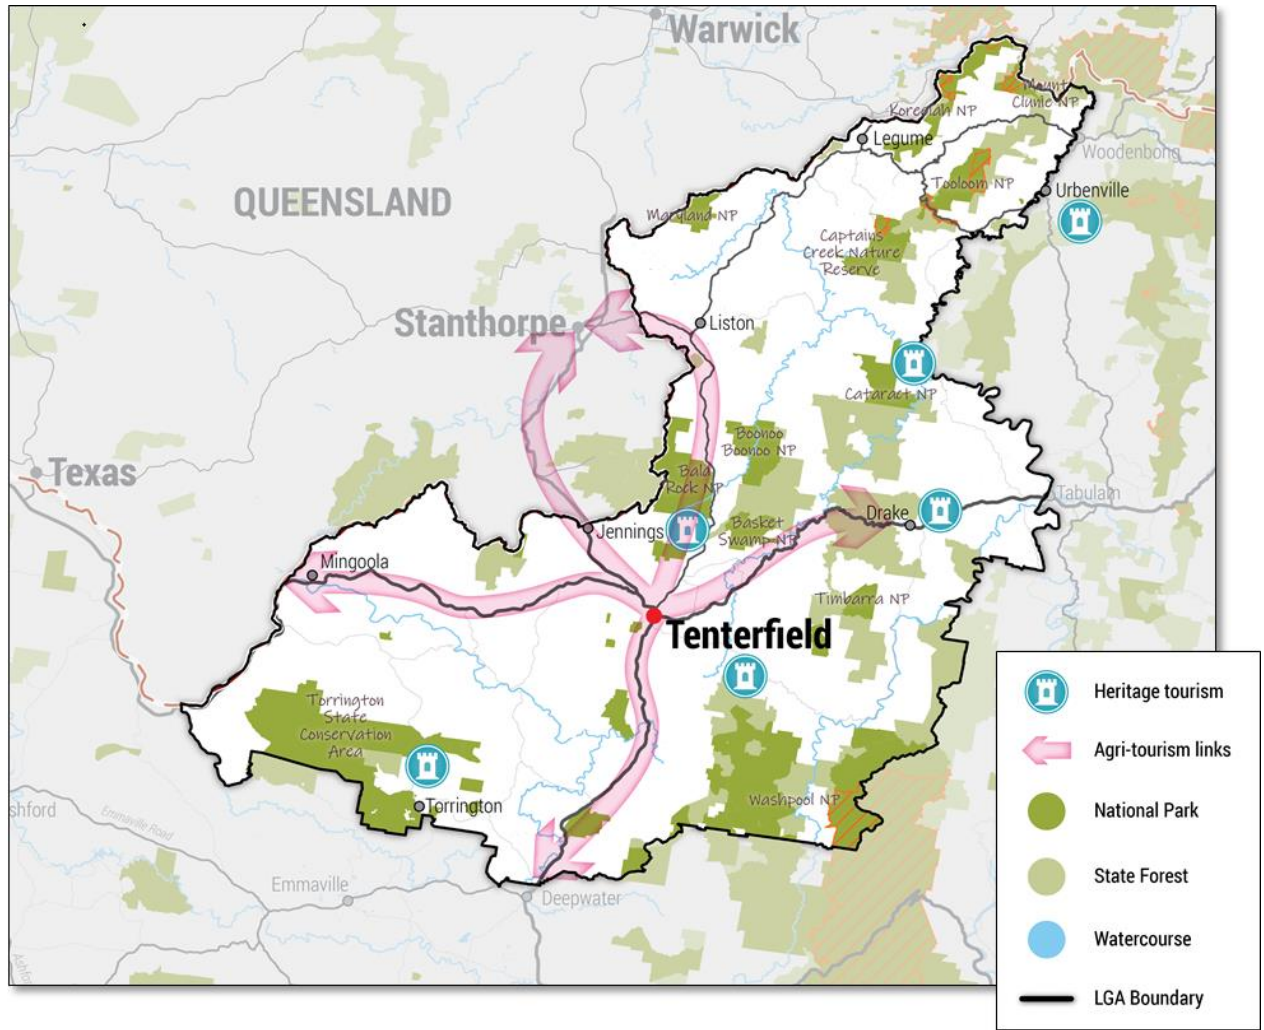 Warwick
Mount
Clunie NP
Koreelah NP
Legume
Woodenbong
QUEENSLAND
Tooloom NP
Urbenville
Maryland NP
Captains
Creek Nature
Reserve
Stanthorpe
Liston
Cataract NP
Boonoo
Boonoo NP
Texas
Bald
Rock NP
Tabulam
Drake
Jennings
Basket
Swamp NP
Mingoola
Timbarra NP
Tenterfield
Torrington
State
Conservation
Area
Torrington
Washpool NP
shford
Emmaville Road
Emmaville
Deepwater
Ashfo
Heritage tourism
Agri-tourism links
National Park
State Forest
Watercourse
LGA Boundary